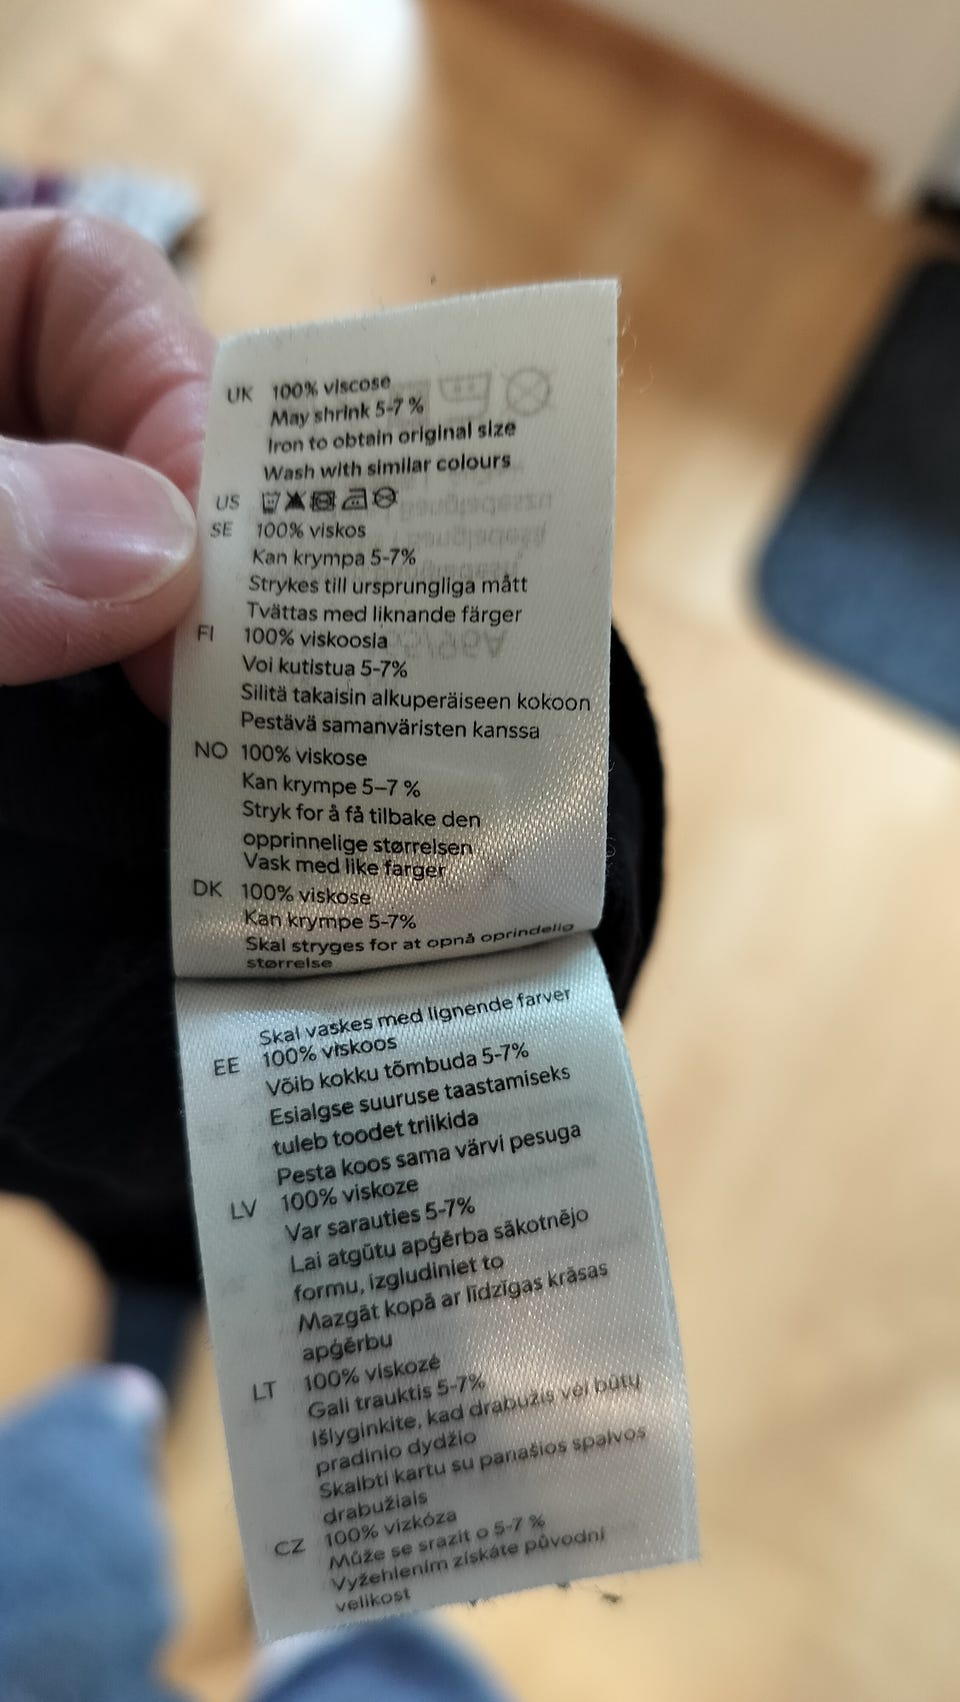 UK 100% viscose
May shrink 5-7 %
Iron to obtain original size
Wash with similar colours
US
SE 100% viskos
Kan krympa 5-7%
Strykes till ursprungliga mått
Tvättas med liknande färger
FI 100% viskoosia
Voi kutistua 5-7%
Silitä takaisin alkuperäiseen kokoon
Pestävä samanväristen kanssa
NO 100% viskose
Kan krympe 5–7 %
Stryk for å få tilbake den
opprinnelige størrelsen
Vask med like farger
DK 100% viskose
Kan krympe 5-7%
Skal stryges for at opnå oprindelig
størrelse
Skal vaskes med lignende farver
EE 100% viskoos
Võib kokku tõmbuda 5-7%
Esialgse suuruse taastamiseks
tuleb toodet triikida
Pesta koos sama värvi pesuga
LV 100% viskoze
Var sarauties 5-7%
Lai atgūtu apģērba sākotnējo
formu, izgludiniet to
Mazgāt kopā ar līdzīgas krāsas
apģērbu
LT 100% viskozė
Gali trauktis 5-7%
Išlyginkite, kad drabužis vėl būtų
pradinio dydžio
Skalbti kartu su panašios spalvos
drabužiais
CZ 100% vizkóza
Může se srazit o 5-7 %
Vyžehlením získáte původní
velikost